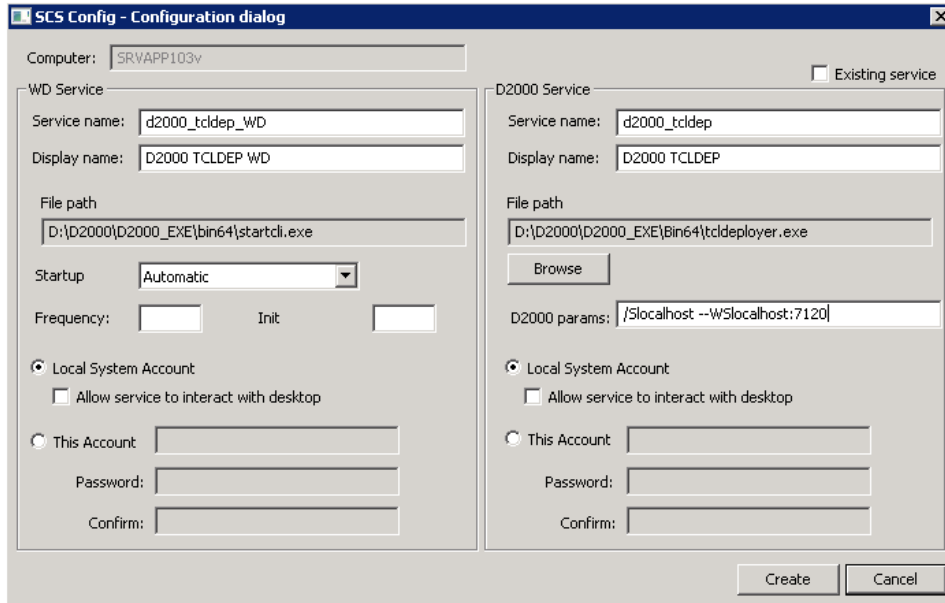 SCS Config - Configuration dialog
Computer: SRVAPP103v
Existing service
WD Service
Service name: d2000_tcldep_WD
Display name: D2000 TCLDEP WD
File path
D:\D2000\D2000_EXE\bin64\startcli.exe
Startup Automatic
Frequency: Init
Local System Account
Allow service to interact with desktop
This Account
Password:
Confirm:
D2000 Service
Service name: d2000_tcldep
Display name: D2000 TCLDEP
File path
D:\D2000\D2000_EXE\Bin64\tcldeployer.exe
Browse
D2000 params: /Slocalhost --WSlocalhost:7120
Local System Account
Allow service to interact with desktop
This Account
Password:
Confirm:
Create Cancel